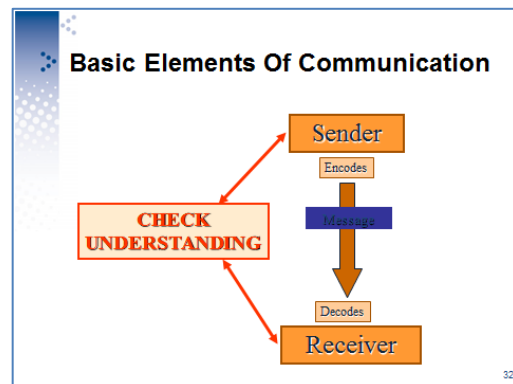 Basic Elements Of Communication
Sender
Encodes
Message
CHECK
UNDERSTANDING
Decodes
Receiver
32